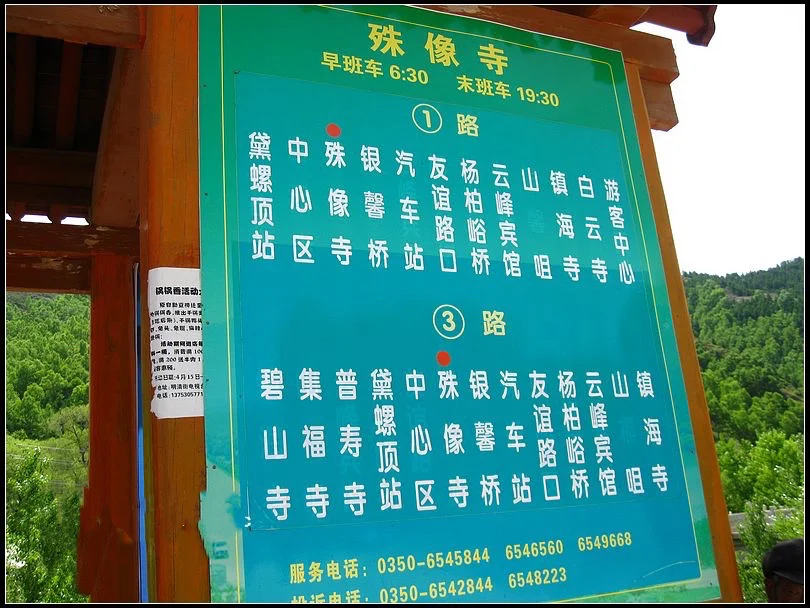 殊像寺
早班车 6:30 末班车 19:30
① 路
黛螺顶站
中心区
殊像寺
银馨桥
汽车站
友谊路口
杨柏峪桥
云峰宾馆
山咀
镇海寺
白云寺
游客中心
③ 路
碧山寺
集福寺
普寿寺
黛螺顶站
中心区
殊像寺
银馨桥
汽车站
友谊路口
杨柏峪桥
云峰宾馆
山咀
镇海寺
服务电话：0350-6545844 6546560 6549668
投诉电话：0350-6542844 6548223
锅锅香活动